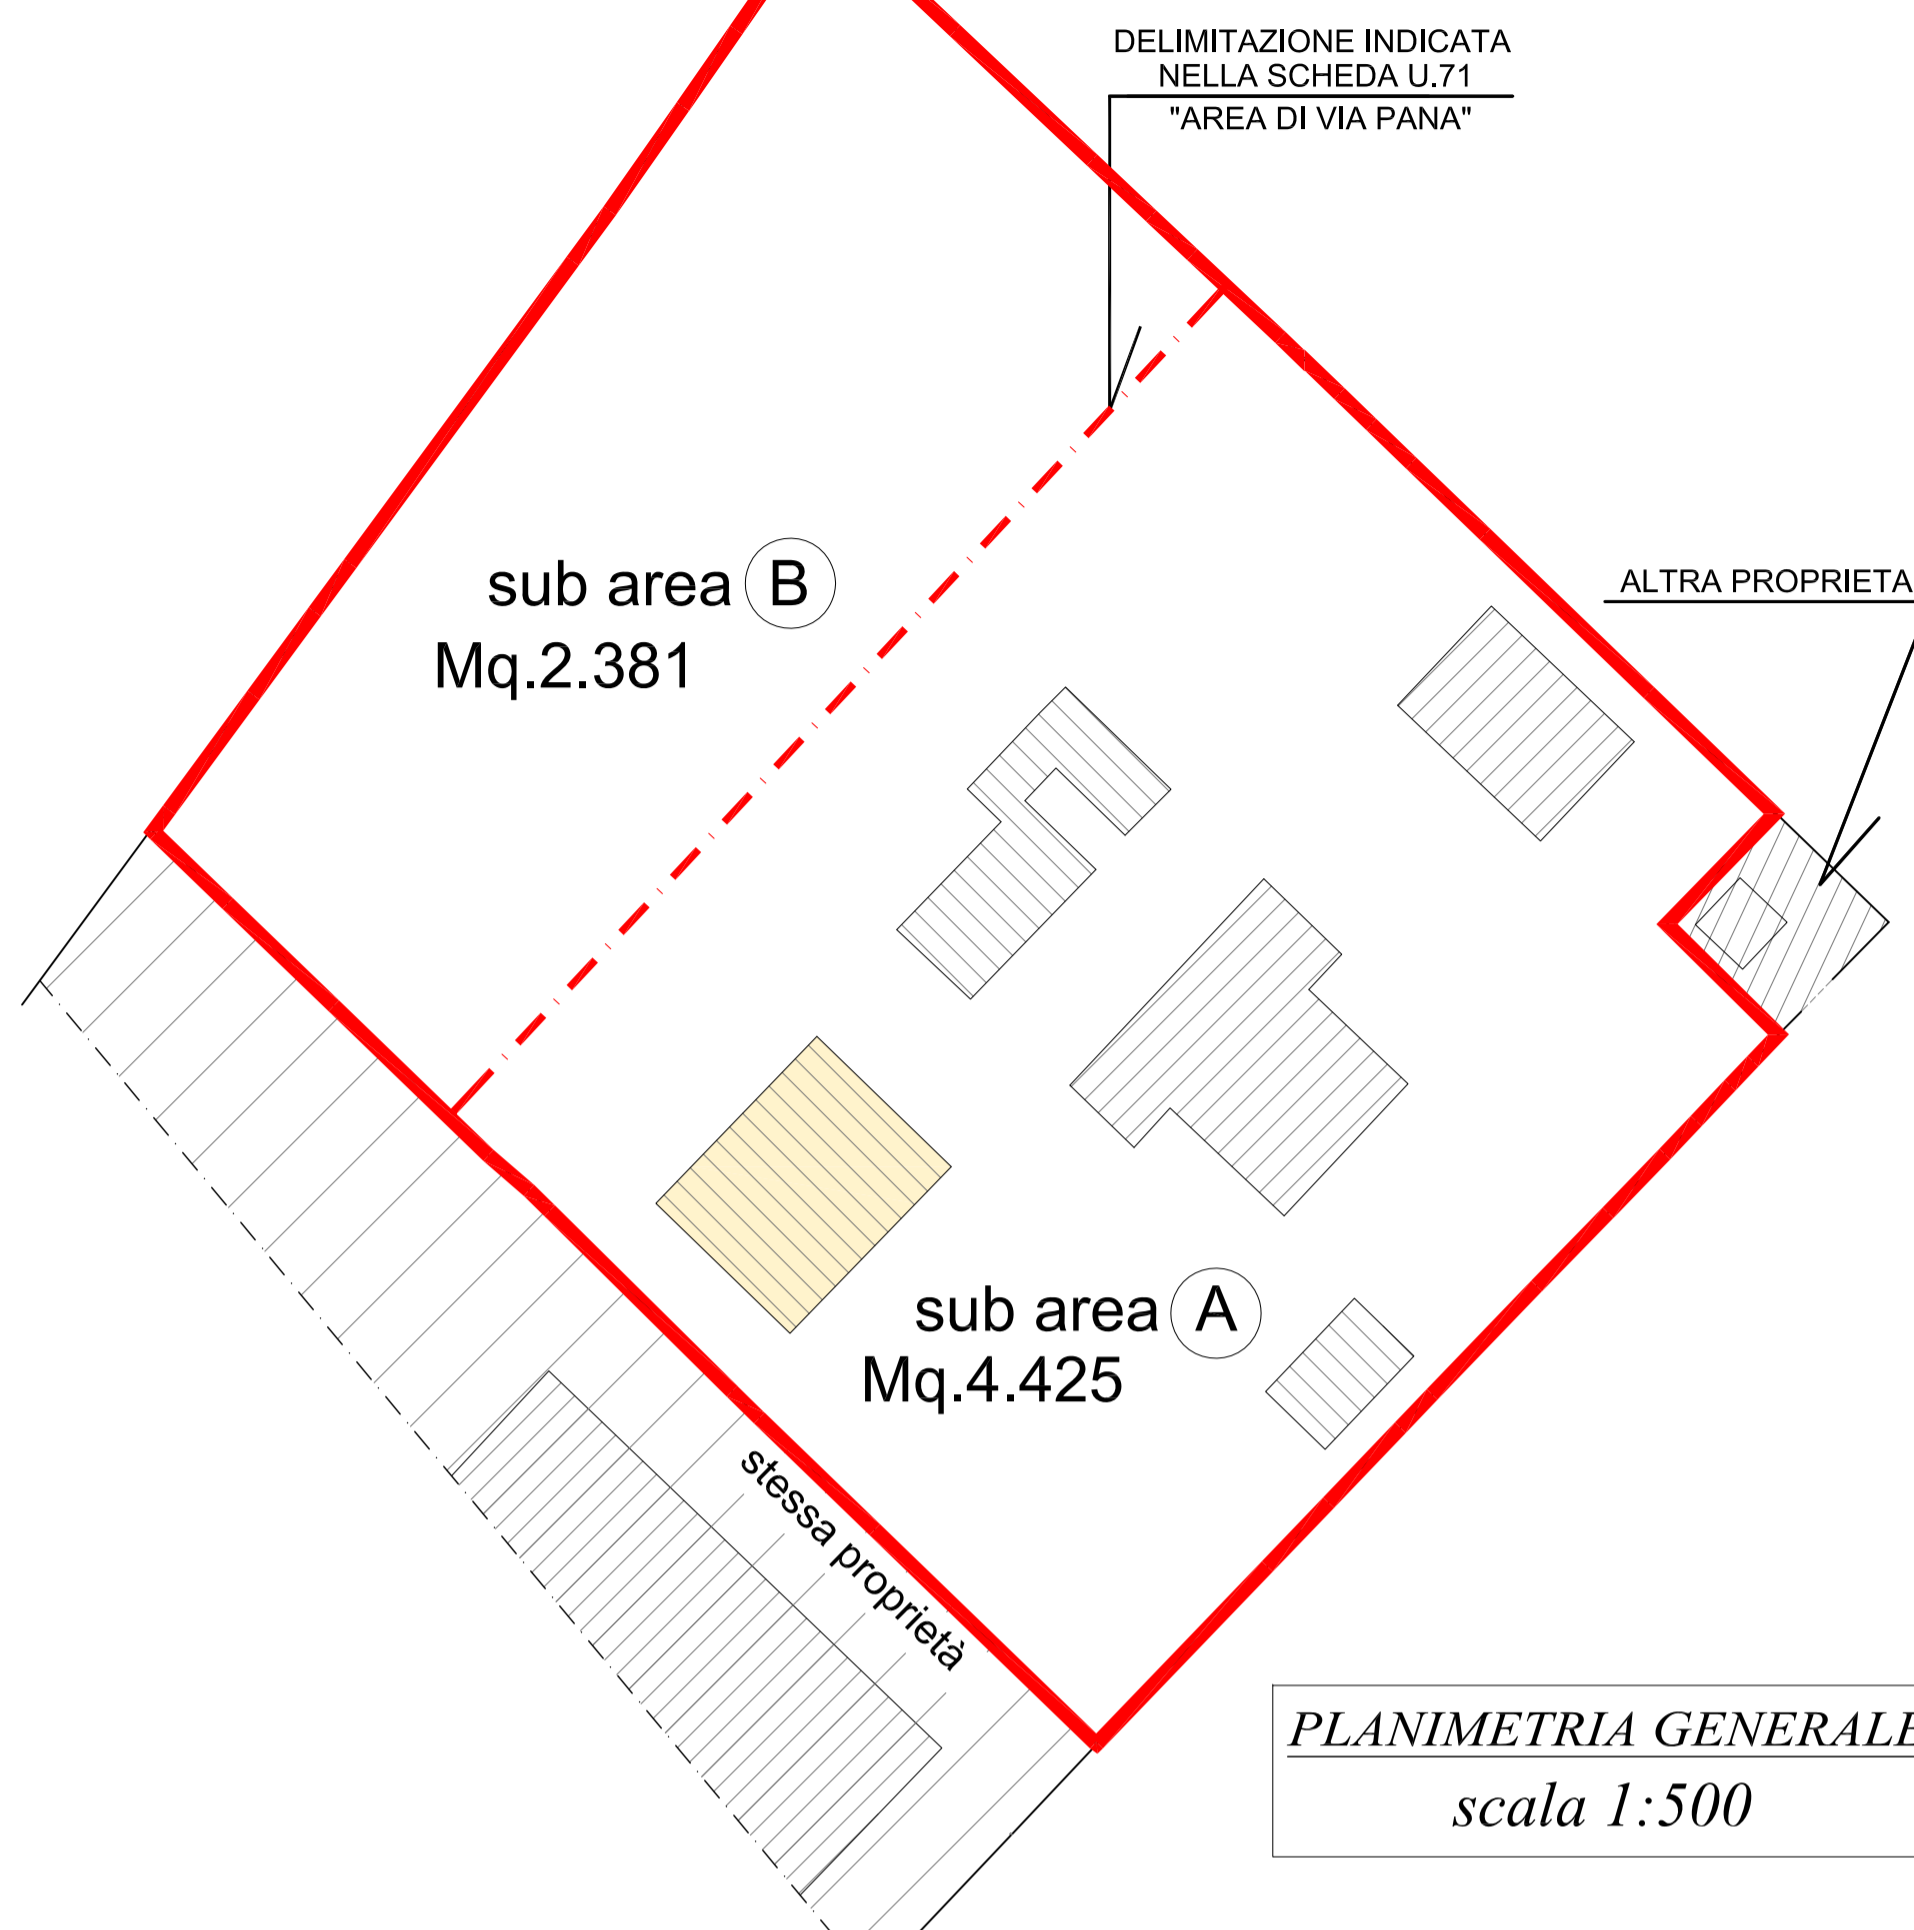 DELIMITAZIONE INDICATA
NELLA SCHEDA U.71
"AREA DI VIA PANA"
sub area B
Mq.2.381
ALTRA PROPRIETA
sub area A
Mq.4.425
stessa proprietà
PLANIMETRIA GENERALE
scala 1:500